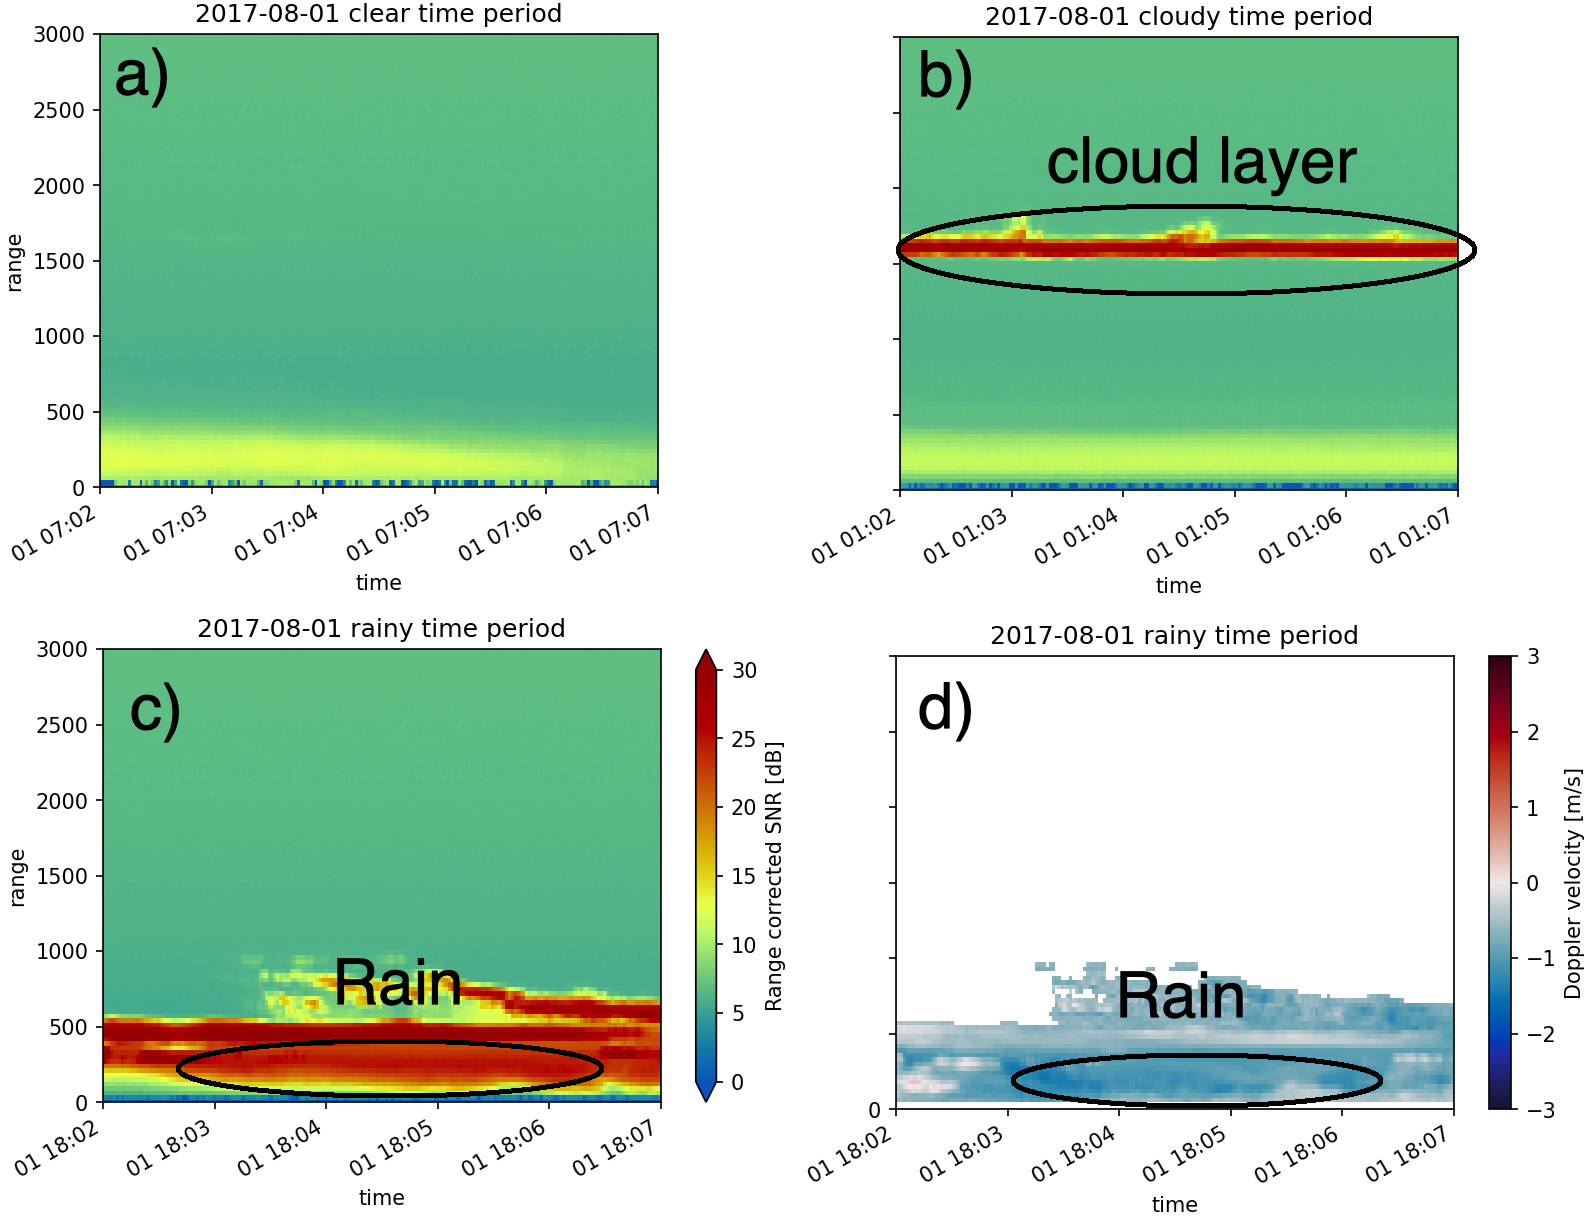 2017-08-01 clear time period
a)
3000
2500
2000
1500
1000
500
0
range
01 07:02
01 07:03
01 07:04
01 07:05
01 07:06
01 07:07
time
2017-08-01 cloudy time period
b)
cloud layer
01 01:02
01 01:03
01 01:04
01 01:05
01 01:06
01 01:07
time
2017-08-01 rainy time period
c)
Rain
3000
2500
2000
1500
1000
500
0
range
01 18:02
01 18:03
01 18:04
01 18:05
01 18:06
01 18:07
time
30
25
20
15
10
5
0
Range corrected SNR [dB]
2017-08-01 rainy time period
d)
Rain
0
01 18:02
01 18:03
01 18:04
01 18:05
01 18:06
01 18:07
time
3
2
1
0
−1
−2
−3
Doppler velocity [m/s]